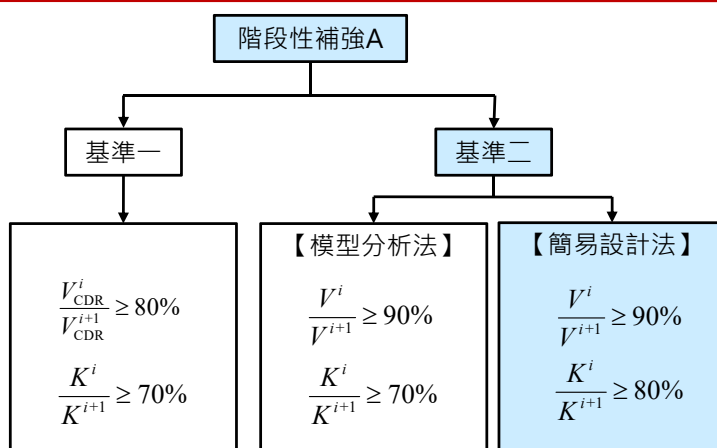 階段性補強A
基準一
基準二
V^i_CDR / V^{i+1}_CDR ≥ 80%
K^i / K^{i+1} ≥ 70%
【模型分析法】
V^i / V^{i+1} ≥ 90%
K^i / K^{i+1} ≥ 70%
【簡易設計法】
V^i / V^{i+1} ≥ 90%
K^i / K^{i+1} ≥ 80%